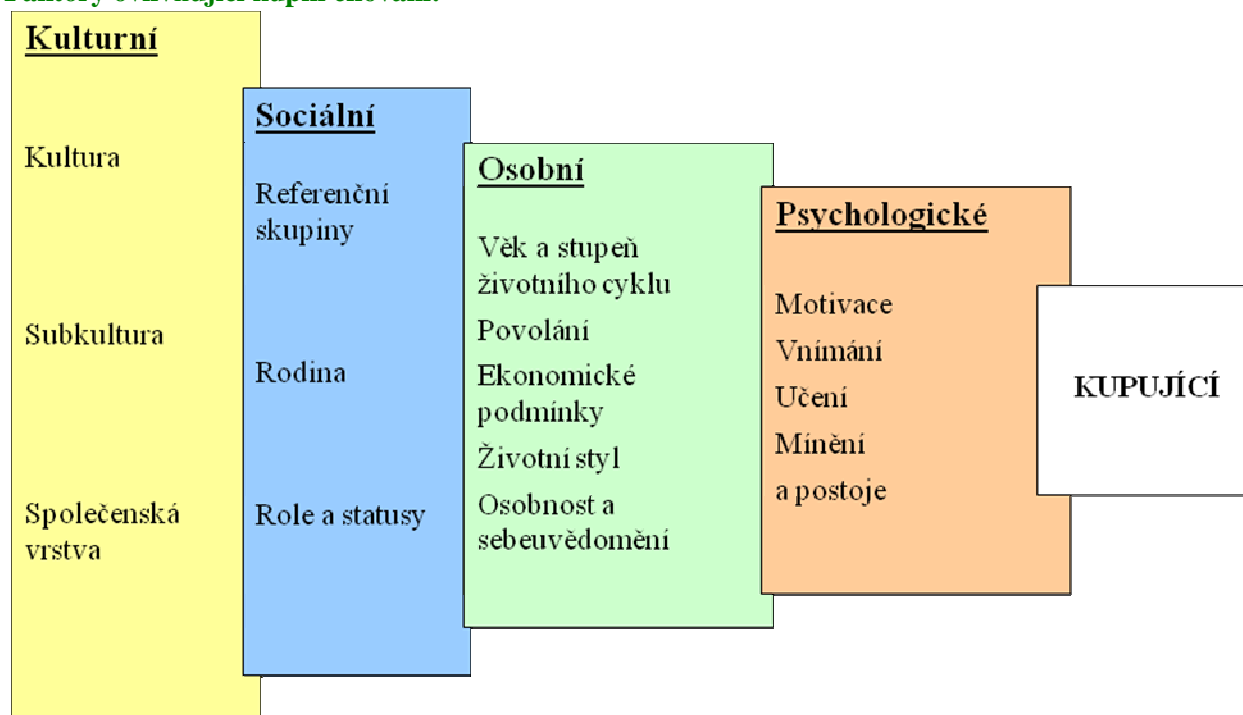 Kulturní
Kultura
Subkultura
Společenská
vrstva
Sociální
Referenční
skupiny
Rodina
Role a statusy
Osobní
Věk a stupeň
životního cyklu
Povolání
Ekonomické
podmínky
Životní styl
Osobnost a
sebeuvědomění
Psychologické
Motivace
Vnímání
Učení
Mínění
a postoje
KUPUJÍCÍ